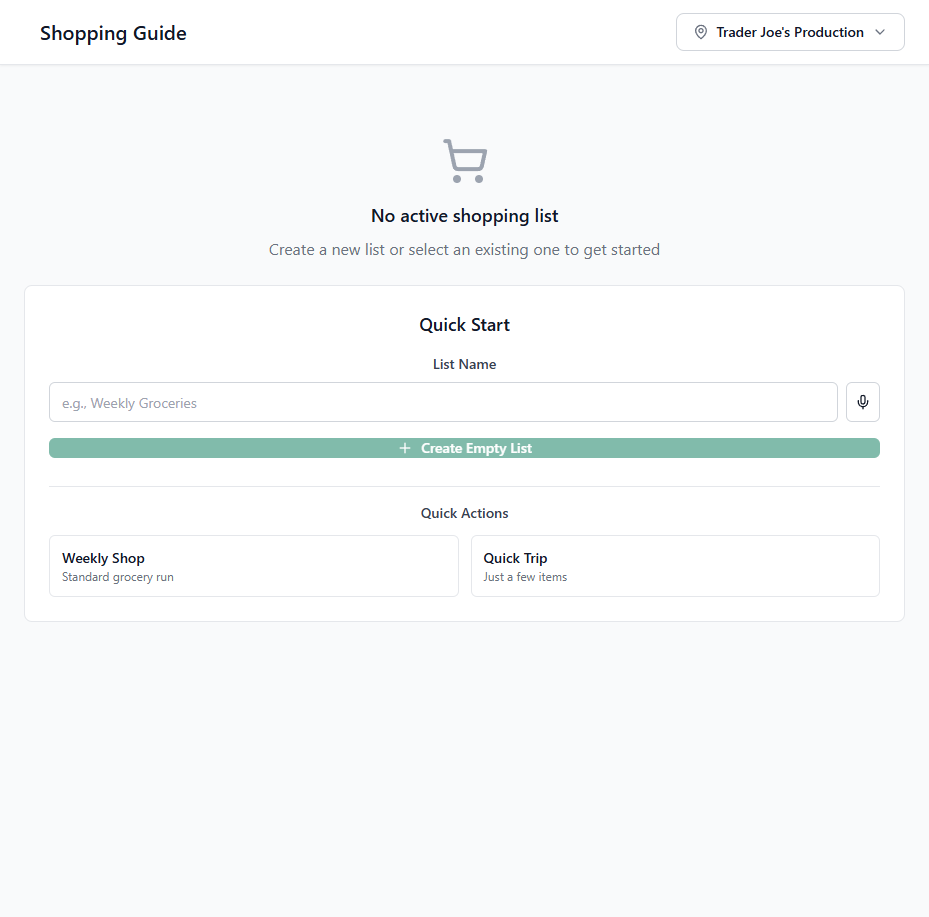 Shopping Guide
Trader Joe's Production
No active shopping list
Create a new list or select an existing one to get started
Quick Start
List Name
e.g., Weekly Groceries
Create Empty List
Quick Actions
Weekly Shop
Standard grocery run
Quick Trip
Just a few items